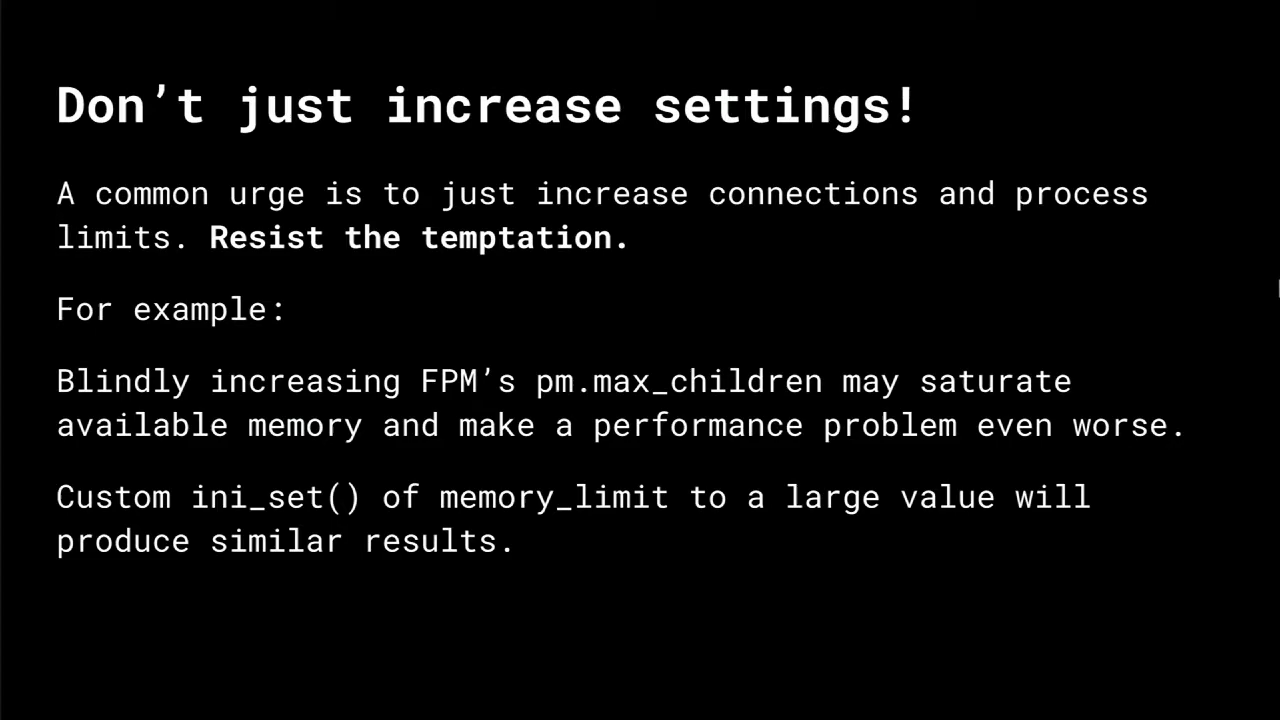 Don’t just increase settings!
A common urge is to just increase connections and process
limits. Resist the temptation.
For example:
Blindly increasing FPM’s pm.max_children may saturate
available memory and make a performance problem even worse.
Custom ini_set() of memory_limit to a large value will
produce similar results.